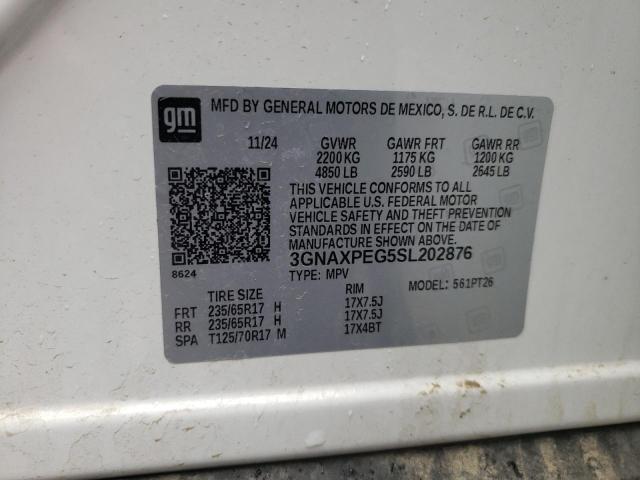 gm
MFD BY GENERAL MOTORS DE MEXICO, S. DE R.L. DE C.V.
11/24 GVWR GAWR FRT GAWR RR
2200 KG 1175 KG 1200 KG
4850 LB 2590 LB 2645 LB
THIS VEHICLE CONFORMS TO ALL
APPLICABLE U.S. FEDERAL MOTOR
VEHICLE SAFETY AND THEFT PREVENTION
STANDARDS IN EFFECT ON THE DATE OF
MANUFACTURE SHOWN ABOVE.
3GNAXPEG5SL202876
8624
TYPE: MPV
MODEL: 561PT26
TIRE SIZE RIM
FRT 235/65R17 H 17X7.5J
RR 235/65R17 H 17X7.5J
SPA T125/70R17 M 17X4BT